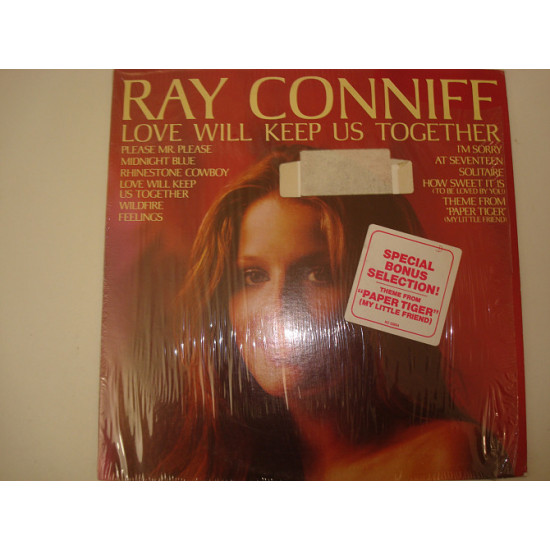 RAY CONNIFF
LOVE WILL KEEP US TOGETHER
PLEASE MR. PLEASE
MIDNIGHT BLUE
RHINESTONE COWBOY
LOVE WILL KEEP
US TOGETHER
WILDFIRE
FEELINGS
I'M SORRY
AT SEVENTEEN
SOLITAIRE
HOW SWEET IT IS
(TO BE LOVED BY YOU)
THEME FROM
"PAPER TIGER"
(MY LITTLE FRIEND)
SPECIAL
BONUS
SELECTION!
THEME FROM
"PAPER TIGER"
(MY LITTLE FRIEND)